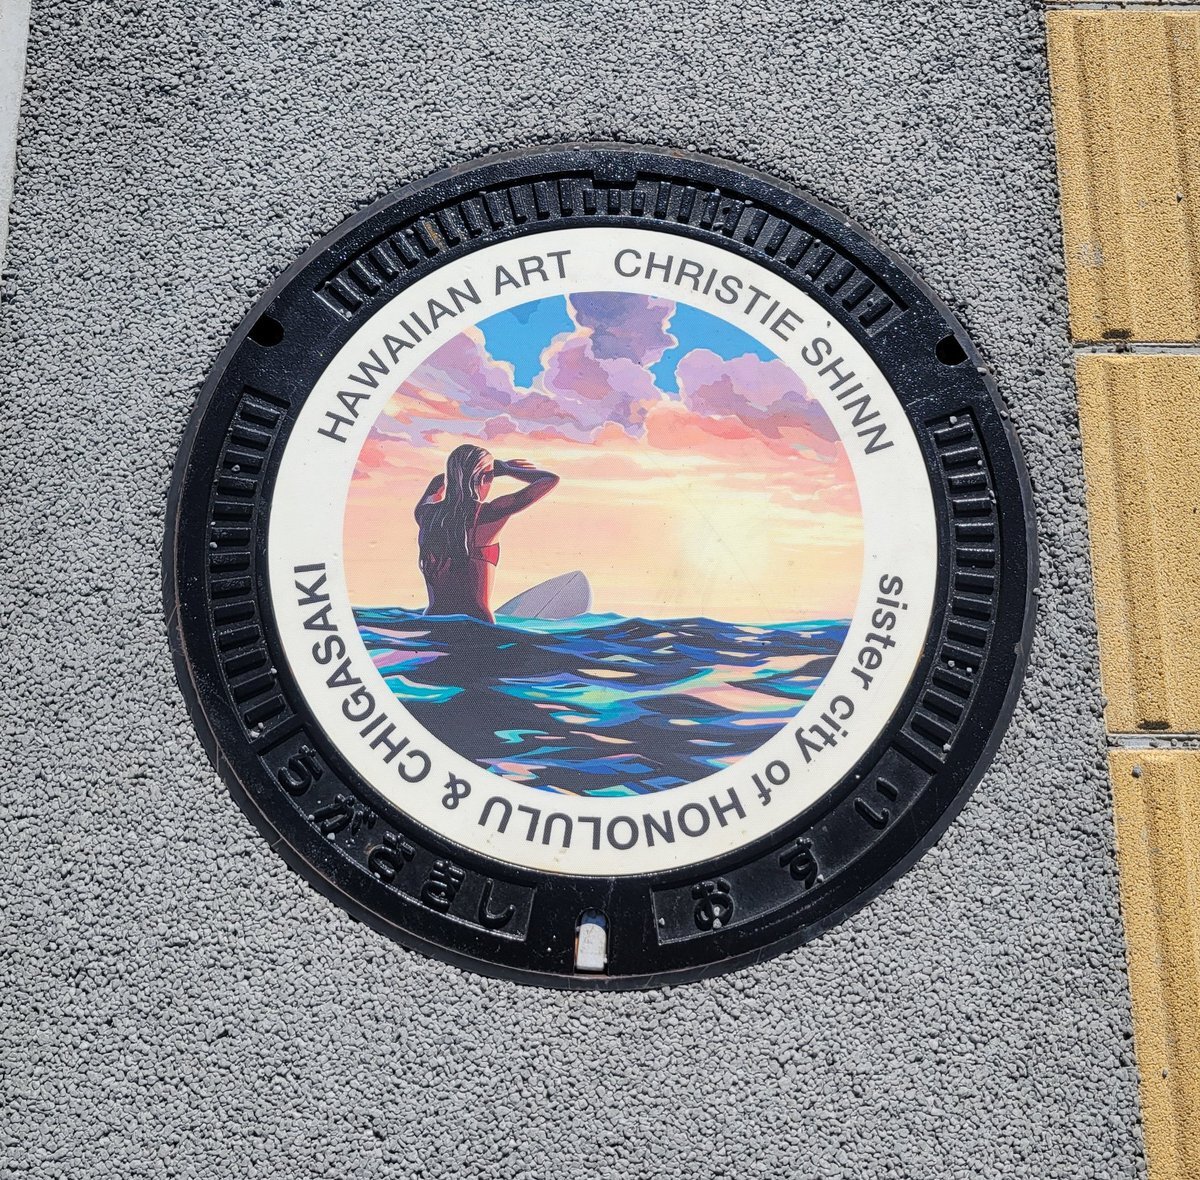 HAWAIIAN ART CHRISTIE SHINN
sister city of HONOLULU & CHIGASAKI
ちがさきし
おすい